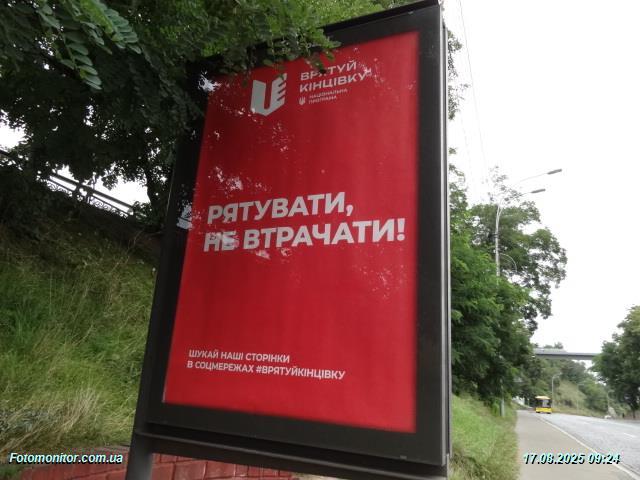 ВРЯТУЙ
КІНЦІВКУ
НАЦІОНАЛЬНА
ПРОГРАМА
РЯТУВАТИ,
НЕ ВТРАЧАТИ!
ШУКАЙ НАШІ СТОРІНКИ
В СОЦМЕРЕЖАХ #ВРЯТУЙКІНЦІВКУ
Fotomonitor.com.ua
17.08.2025 09:24